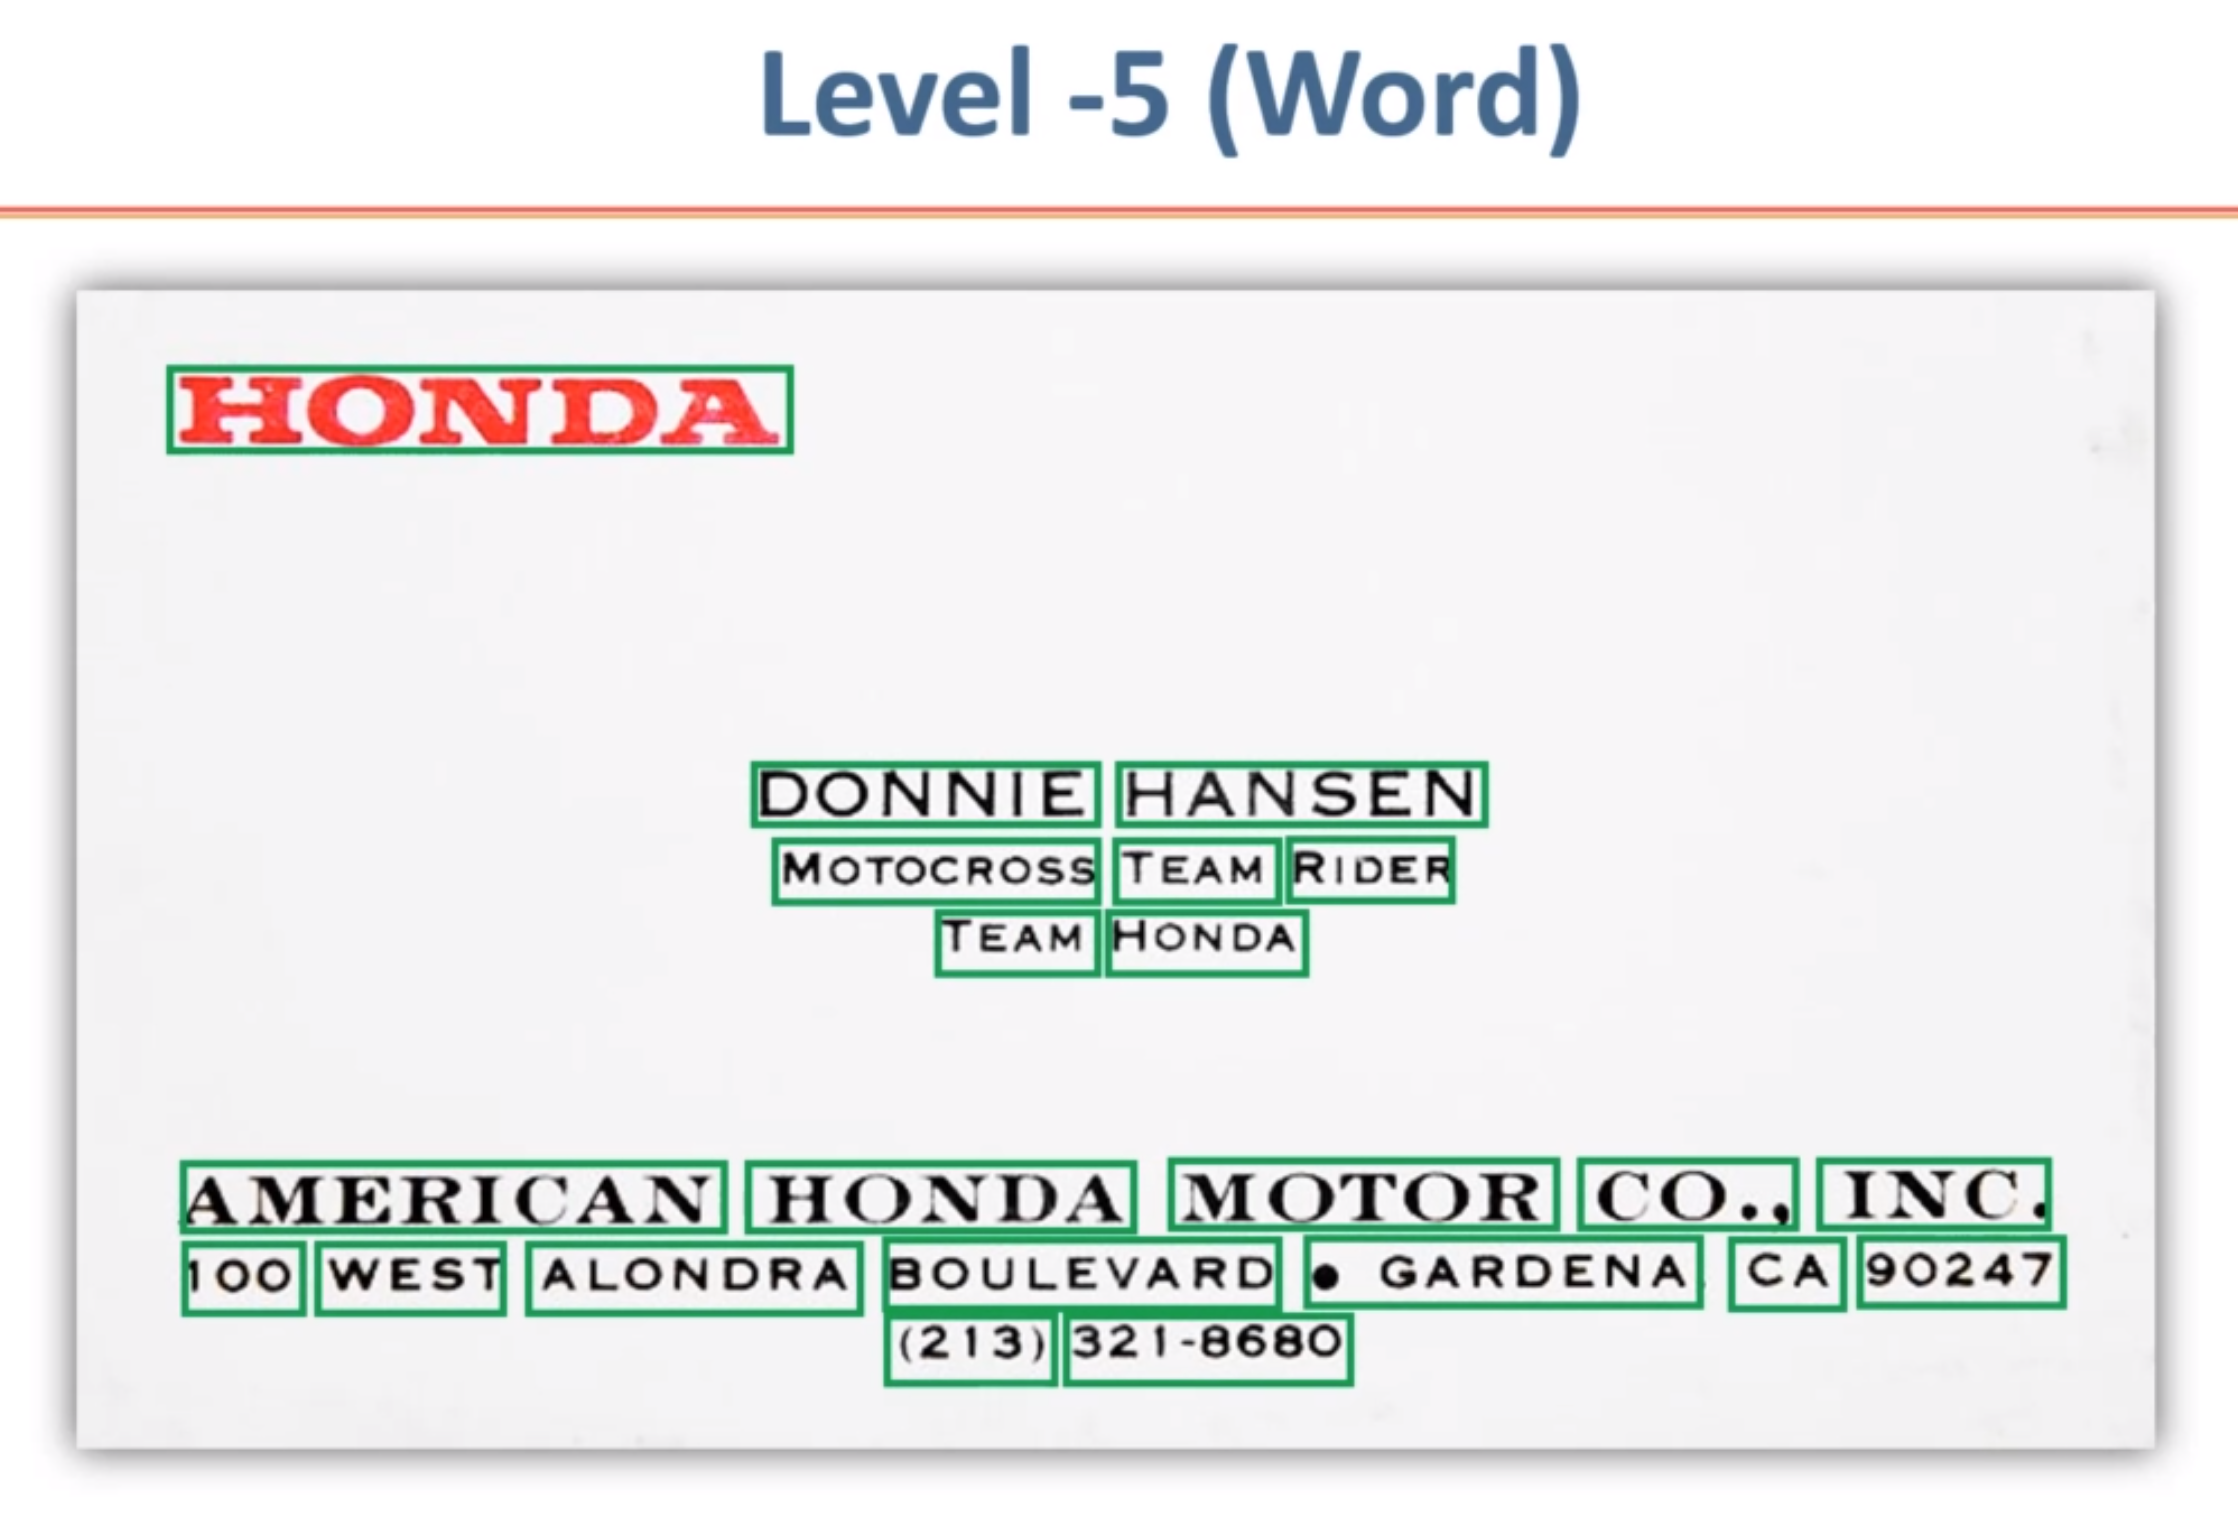 Level -5 (Word)
HONDA
DONNIE HANSEN
MOTOCROSS TEAM RIDER
TEAM HONDA
AMERICAN HONDA MOTOR CO., INC.
100 WEST ALONDRA BOULEVARD • GARDENA CA 90247
(213) 321-8680